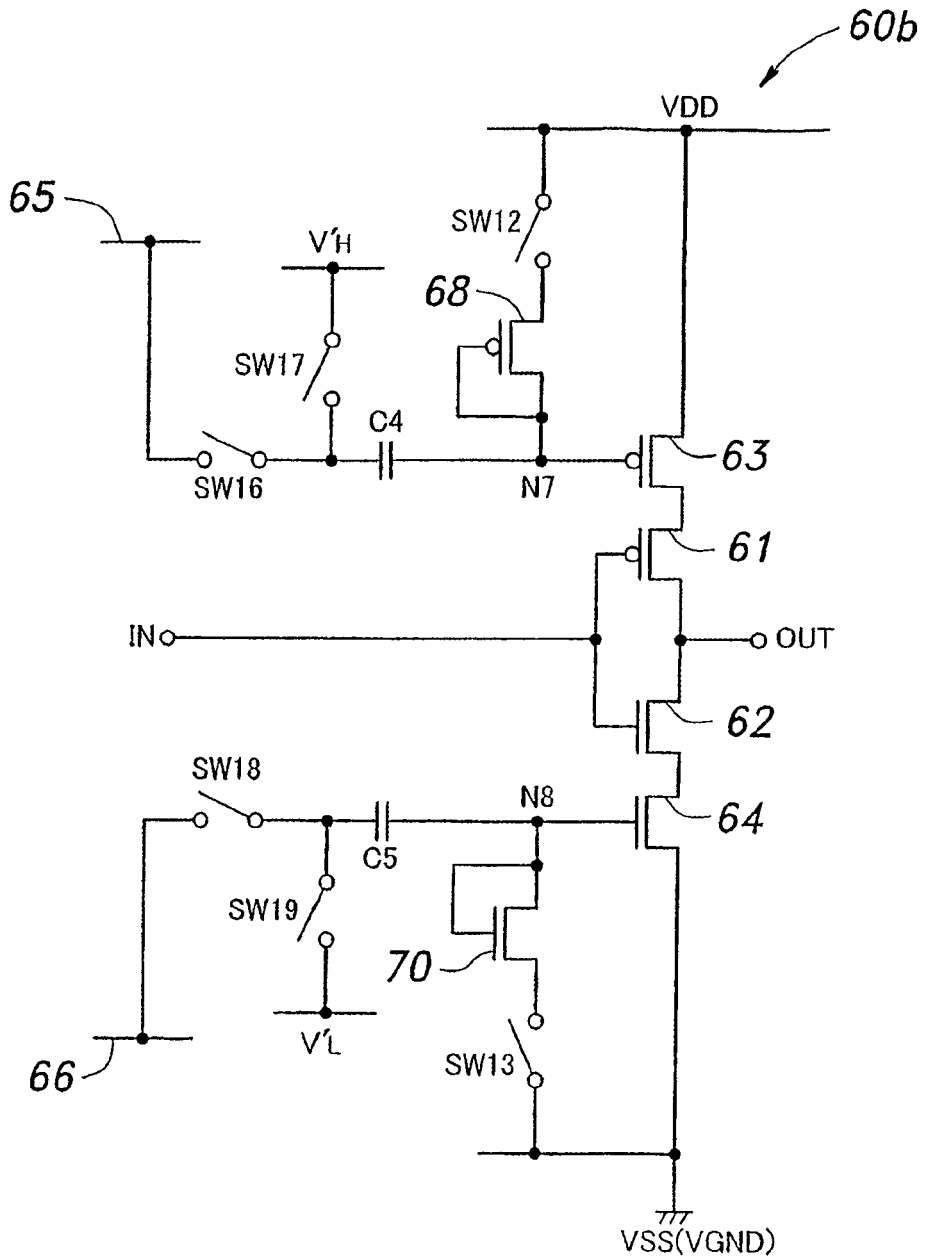 60b
VDD
65
SW12
V'H
68
SW17
C4
63
SW16
N7
61
IN
OUT
62
SW18
N8
64
C5
SW19
70
V'L
SW13
66
VSS(VGND)